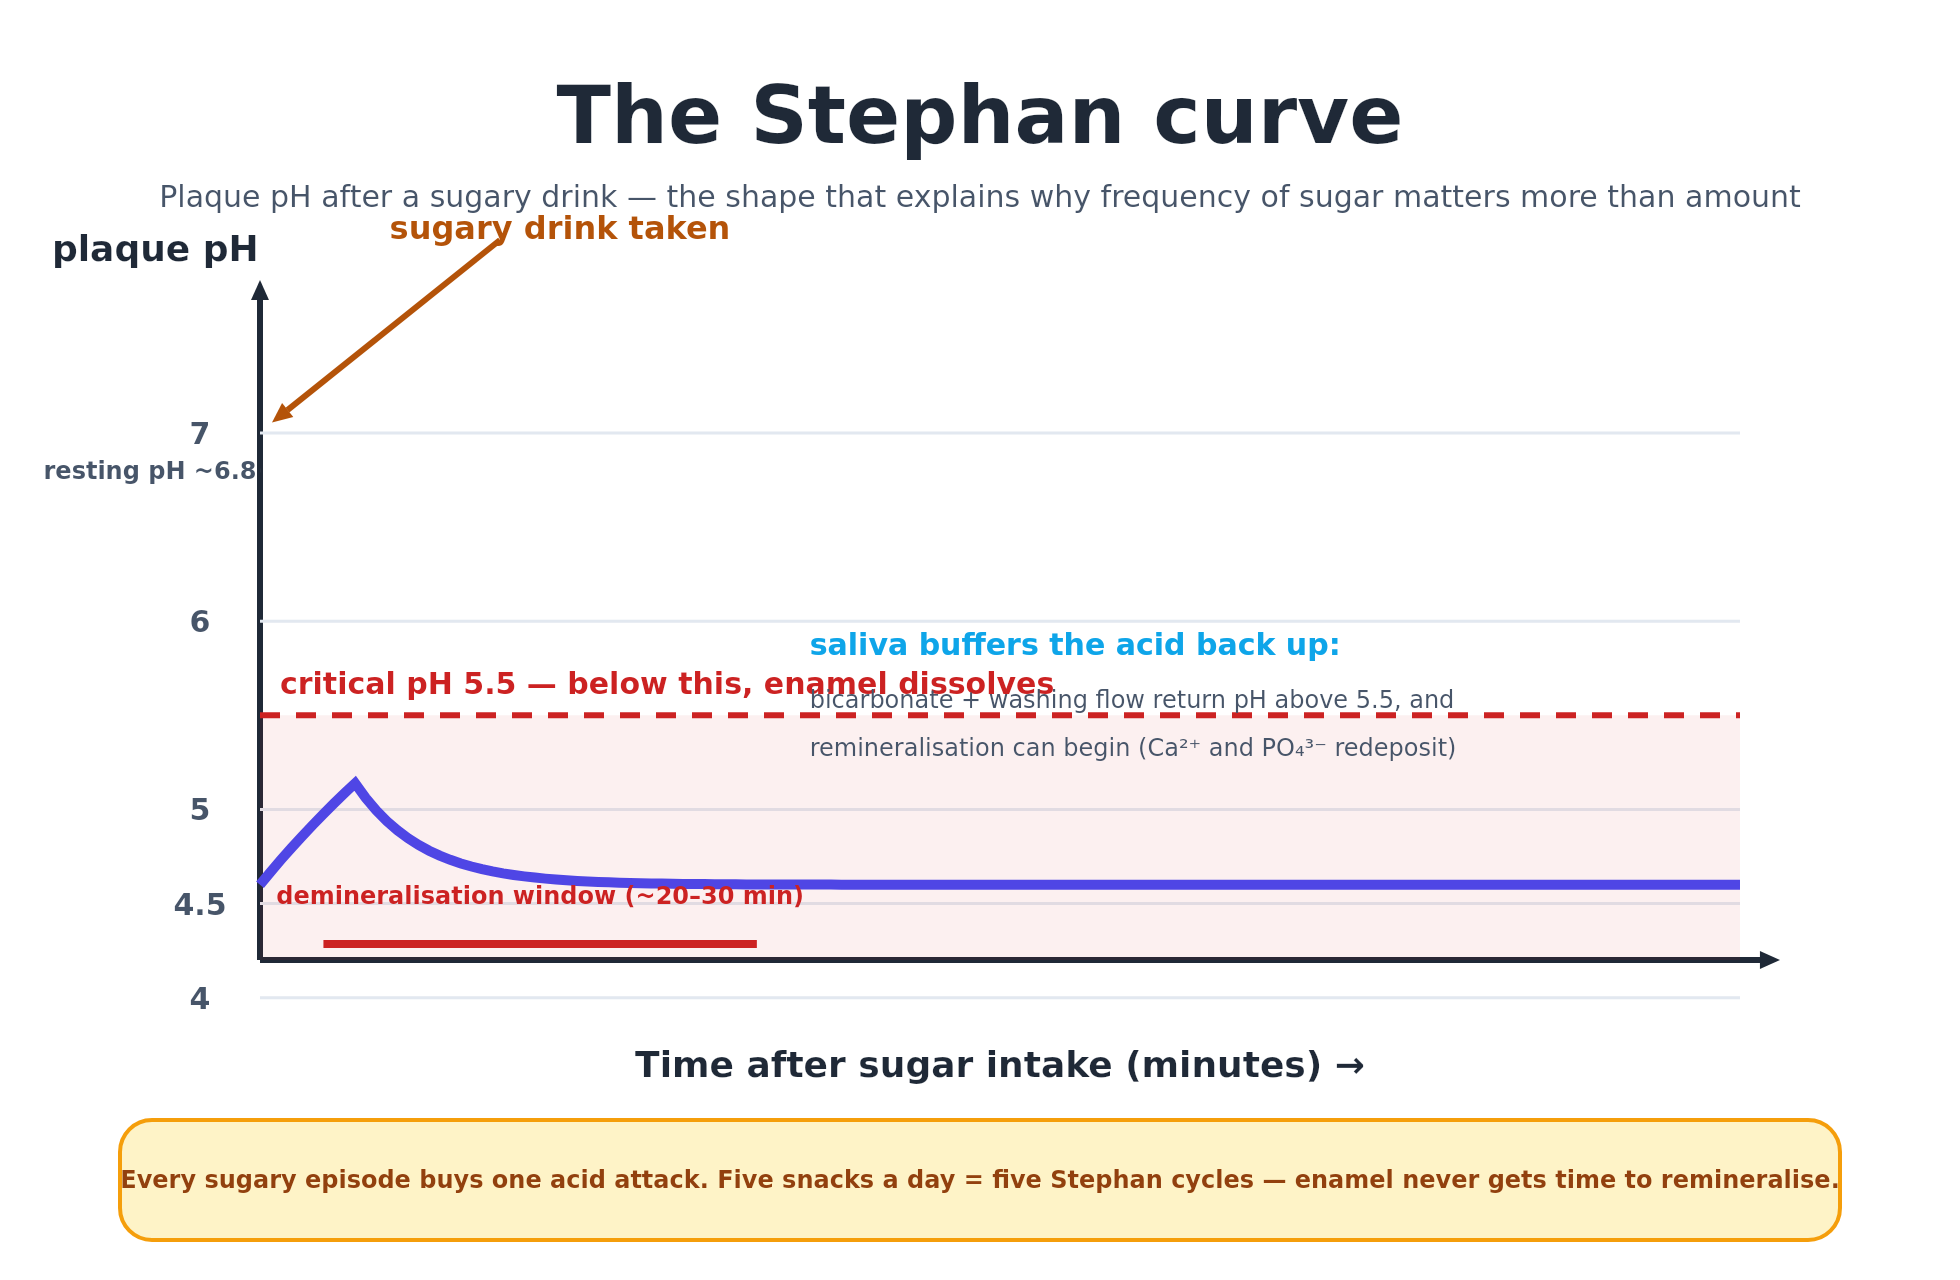 The Stephan curve
Plaque pH after a sugary drink — the shape that explains why frequency of sugar matters more than amount
sugary drink taken
plaque pH
7
resting pH ~6.8
6
saliva buffers the acid back up:
critical pH 5.5 — below this, enamel dissolves
bicarbonate + washing flow return pH above 5.5, and
remineralisation can begin (Ca²⁺ and PO₄³⁻ redeposit)
5
demineralisation window (~20–30 min)
4.5
4
Time after sugar intake (minutes) →
Every sugary episode buys one acid attack. Five snacks a day = five Stephan cycles — enamel never gets time to remineralise.